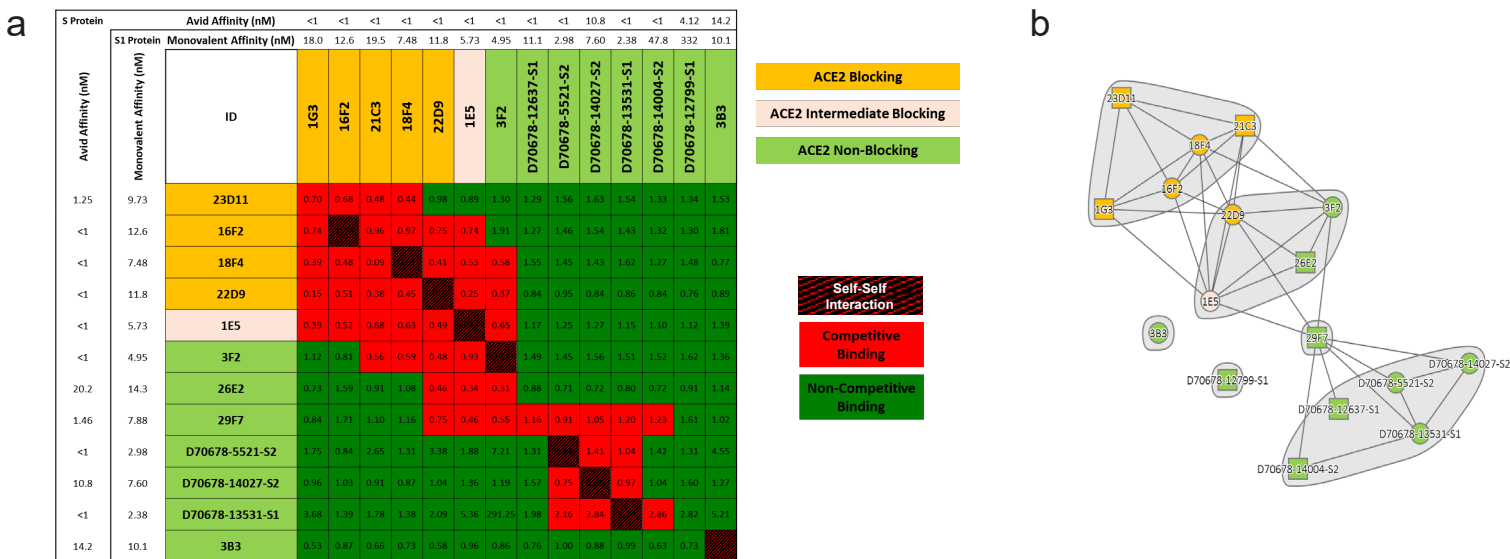 a
S Protein Avid Affinity (nM) <1 <1 <1 <1 <1 <1 <1 <1 <1 10.8 <1 <1 4.12 14.2
S1 Protein Monovalent Affinity (nM) 18.0 12.6 19.5 7.48 11.8 5.73 4.95 11.1 2.98 7.60 2.38 47.8 332 10.1
Avid Affinity (nM) Monovalent Affinity (nM) ID 1G3 16F2 21C3 18F4 22D9 1E5 3F2 D70678-12637-S1 D70678-5521-S2 D70678-14027-S2 D70678-13531-S1 D70678-14004-S2 D70678-12799-S1 3B3
1.25 9.73 23D11 0.70 0.68 0.48 0.44 0.98 0.89 1.30 1.29 1.56 1.63 1.54 1.33 1.34 1.53
<1 12.6 16F2 0.74 0.96 0.97 0.75 0.74 1.91 1.27 1.46 1.54 1.43 1.32 1.30 1.81
<1 7.48 18F4 0.39 0.48 0.09 0.41 0.53 0.58 1.55 1.45 1.43 1.62 1.27 1.48 0.77
<1 11.8 22D9 0.15 0.51 0.38 0.45 0.25 0.37 0.84 0.95 0.84 0.86 0.84 0.76 0.89
<1 5.73 1E5 0.39 0.52 0.68 0.63 0.49 0.65 1.17 1.25 1.27 1.15 1.10 1.12 1.39
<1 4.95 3F2 1.12 0.81 0.56 0.59 0.48 0.93 1.49 1.45 1.56 1.51 1.52 1.62 1.36
20.2 14.3 26E2 0.73 1.59 0.91 1.08 0.46 0.34 0.31 0.88 0.71 0.72 0.80 0.72 0.91 1.14
1.46 7.88 29F7 0.84 1.71 1.10 1.16 0.75 0.46 0.55 1.16 0.91 1.05 1.20 1.23 1.61 1.02
<1 2.98 D70678-5521-S2 1.75 0.84 2.65 1.31 3.38 1.88 7.21 1.31 1.41 1.04 1.42 1.31 4.55
10.8 7.60 D70678-14027-S2 0.96 1.03 0.91 0.87 1.04 1.36 1.19 1.57 0.75 0.97 1.04 1.60 1.27
<1 2.38 D70678-13531-S1 3.68 1.39 1.78 1.38 2.09 5.36 291.25 1.98 2.16 2.84 2.86 2.82 5.21
14.2 10.1 3B3 0.53 0.87 0.66 0.73 0.58 0.96 0.86 0.76 1.00 0.88 0.99 0.63 0.73
ACE2 Blocking
ACE2 Intermediate Blocking
ACE2 Non-Blocking
Self-Self
Interaction
Competitive
Binding
Non-Competitive
Binding
b
23D11
21C3
18F4
16F2
1G3
22D9
3F2
26E2
1E5
3B3
29F7
D70678-14027-S2
D70678-12799-S1
D70678-5521-S2
D70678-12637-S1
D70678-13531-S1
D70678-14004-S2